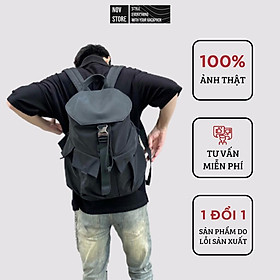 NOV
STORE
STYLE
EVERYTHING
WITH YOUR BACKPACK
100%
ẢNH THẬT
TƯ VẤN
MIỄN PHÍ
1 ĐỔI 1
SẢN PHẨM DO
LỖI SẢN XUẤT